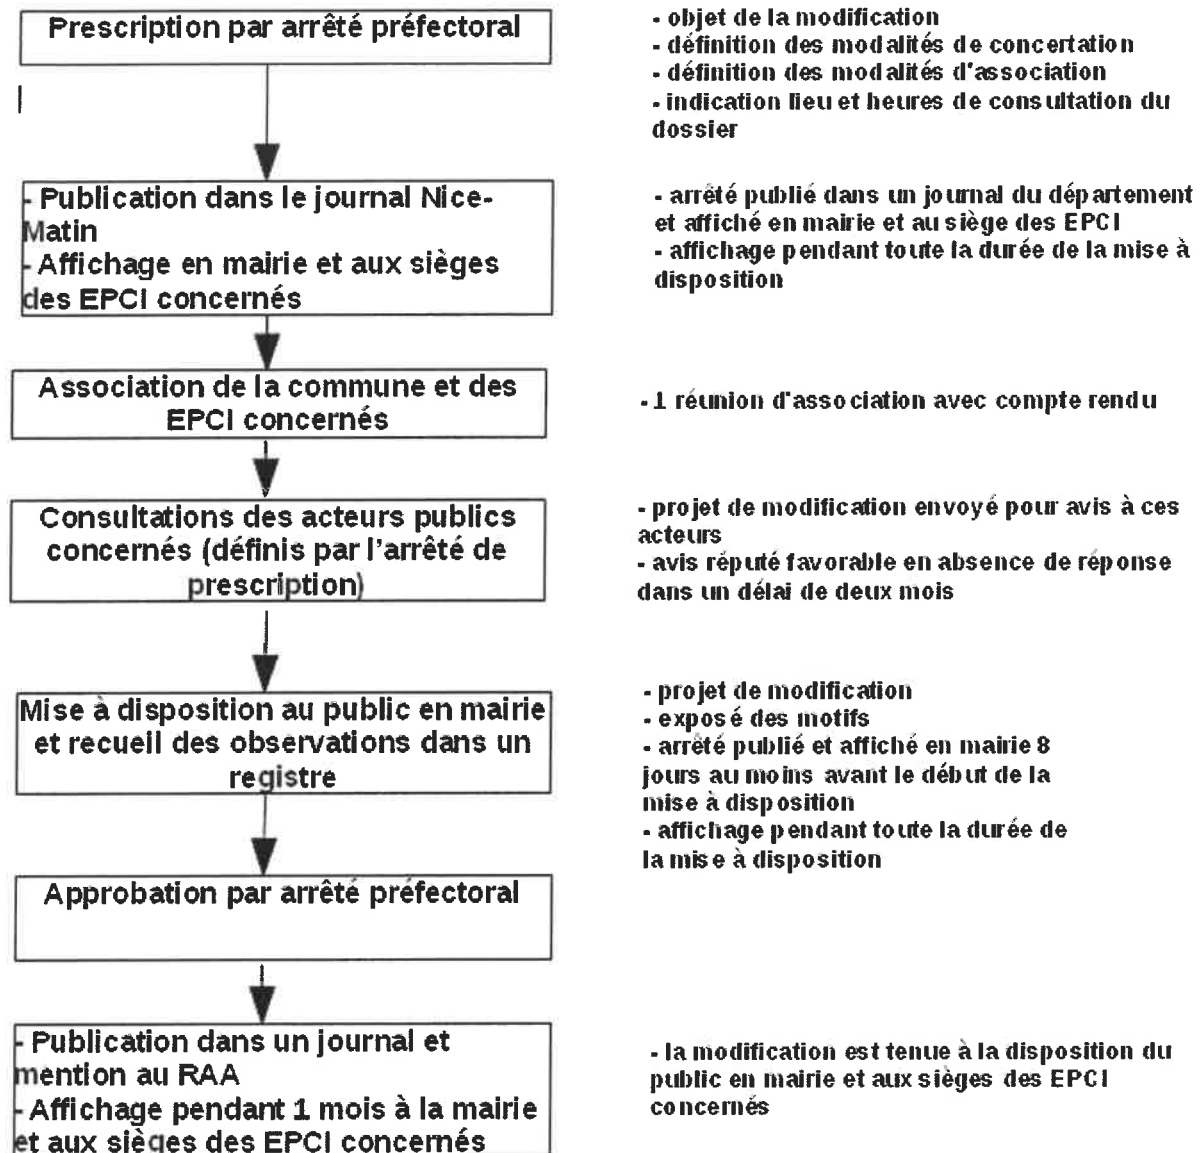 Prescription par arrêté préfectoral
- objet de la modification
- définition des modalités de concertation
- définition des modalités d'association
- indication lieu et heures de consultation du
dossier
- Publication dans le journal Nice-
Matin
- Affichage en mairie et aux sièges
des EPCI concernés
- arrêté publié dans un journal du département
et affiché en mairie et au siège des EPCI
- affichage pendant toute la durée de la mise à
disposition
Association de la commune et des
EPCI concernés
- 1 réunion d'association avec compte rendu
Consultations des acteurs publics
concernés (définis par l'arrêté de
prescription)
- projet de modification envoyé pour avis à ces
acteurs
- avis réputé favorable en absence de réponse
dans un délai de deux mois
Mise à disposition au public en mairie
et recueil des observations dans un
registre
- projet de modification
- exposé des motifs
- arrêté publié et affiché en mairie 8
jours au moins avant le début de la
mise à disposition
- affichage pendant toute la durée de
la mise à disposition
Approbation par arrêté préfectoral
- Publication dans un journal et
mention au RAA
- Affichage pendant 1 mois à la mairie
et aux sièges des EPCI concernés
- la modification est tenue à la disposition du
public en mairie et aux sièges des EPCI
concernés